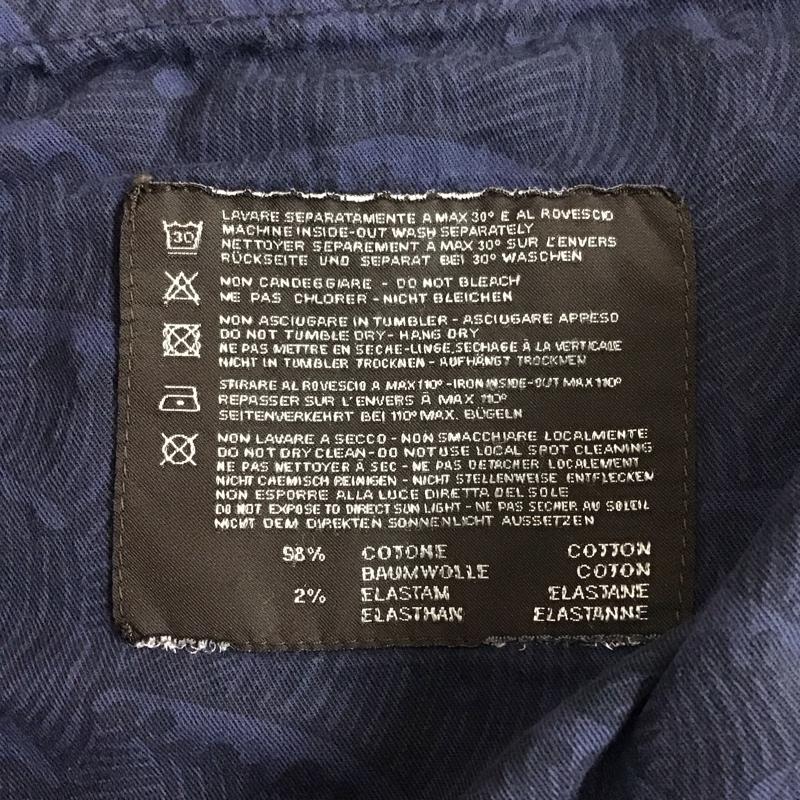 30
LAVARE SEPARATAMENTE A MAX 30° E AL ROVESCIO
MACHINE INSIDE-OUT WASH SEPARATELY
NETTOYER SEPAREMENT A MAX 30° SUR L'ENVERS
RÜCKSEITE UND SEPARAT BEI 30° WASCHEN
NON CANDEGGIARE - DO NOT BLEACH
NE PAS CHLORER - NICHT BLEICHEN
NON ASCIUGARE IN TUMBLER - ASCIUGARE APPESO
DO NOT TUMBLE DRY - HANG DRY
NE PAS METTRE EN SECHE-LINGE, SECHAGE À LA VERTICALE
NICHT IN TUMBLER TROCKNEN - AUFHÄNGT TROCKNEN
STIRARE AL ROVESCIO A MAX 110° - IRON INSIDE-OUT MAX 110°
REPASSER SUR L'ENVERS À MAX 110°
SEITENVERKEHRT BEI 110° MAX. BÜGELN
NON LAVARE A SECCO - NON SMACCHIARE LOCALMENTE
DO NOT DRY CLEAN - DO NOT USE LOCAL SPOT CLEANING
NE PAS NETTOYER À SEC - NE PAS DETACHER LOCALEMENT
NICHT CHEMISCH REINIGEN - NICHT STELLENWEISE ENTFLECKEN
NON ESPORRE ALLA LUCE DIRETTA DEL SOLE
DO NOT EXPOSE TO DIRECT SUN LIGHT - NE PAS SECHER AU SOLEIL
NICHT DEM DIREKTEN SONNENLICHT AUSSETZEN
98% COTONE COTTON
BAUMWOLLE COTON
2% ELASTAM ELASTANE
ELASTHAN ELASTANNE